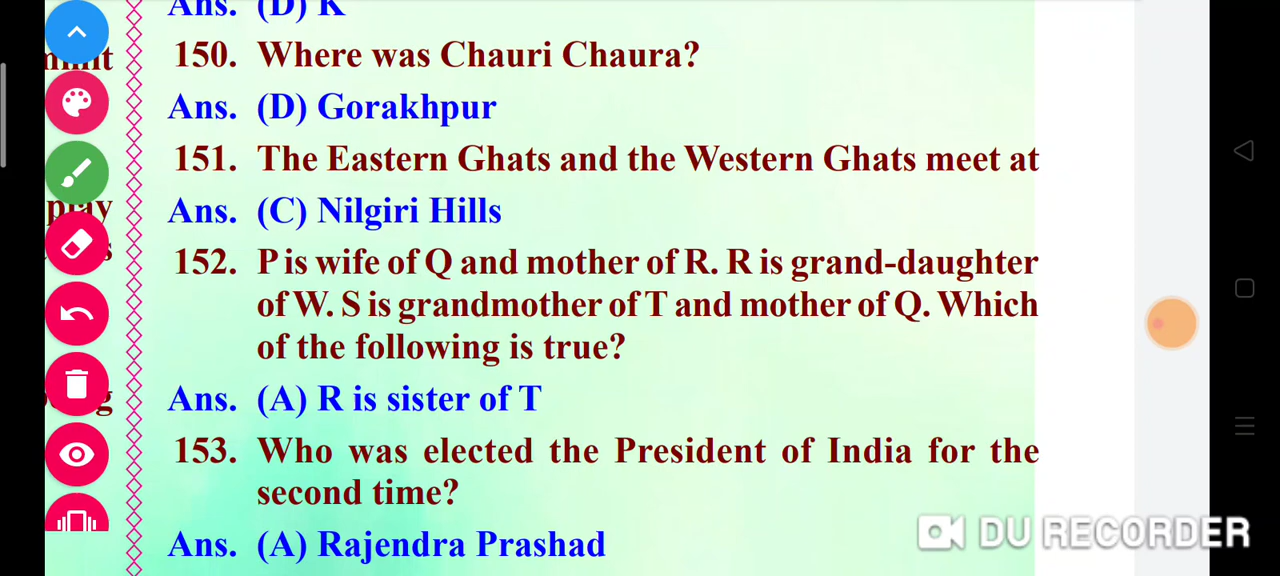 Ans. (D) K
150. Where was Chauri Chaura?
Ans. (D) Gorakhpur
151. The Eastern Ghats and the Western Ghats meet at
play
Ans. (C) Nilgiri Hills
152. P is wife of Q and mother of R. R is grand-daughter
of W. S is grandmother of T and mother of Q. Which
of the following is true?
Ans. (A) R is sister of T
153. Who was elected the President of India for the
second time?
Ans. (A) Rajendra Prashad
DU RECORDER